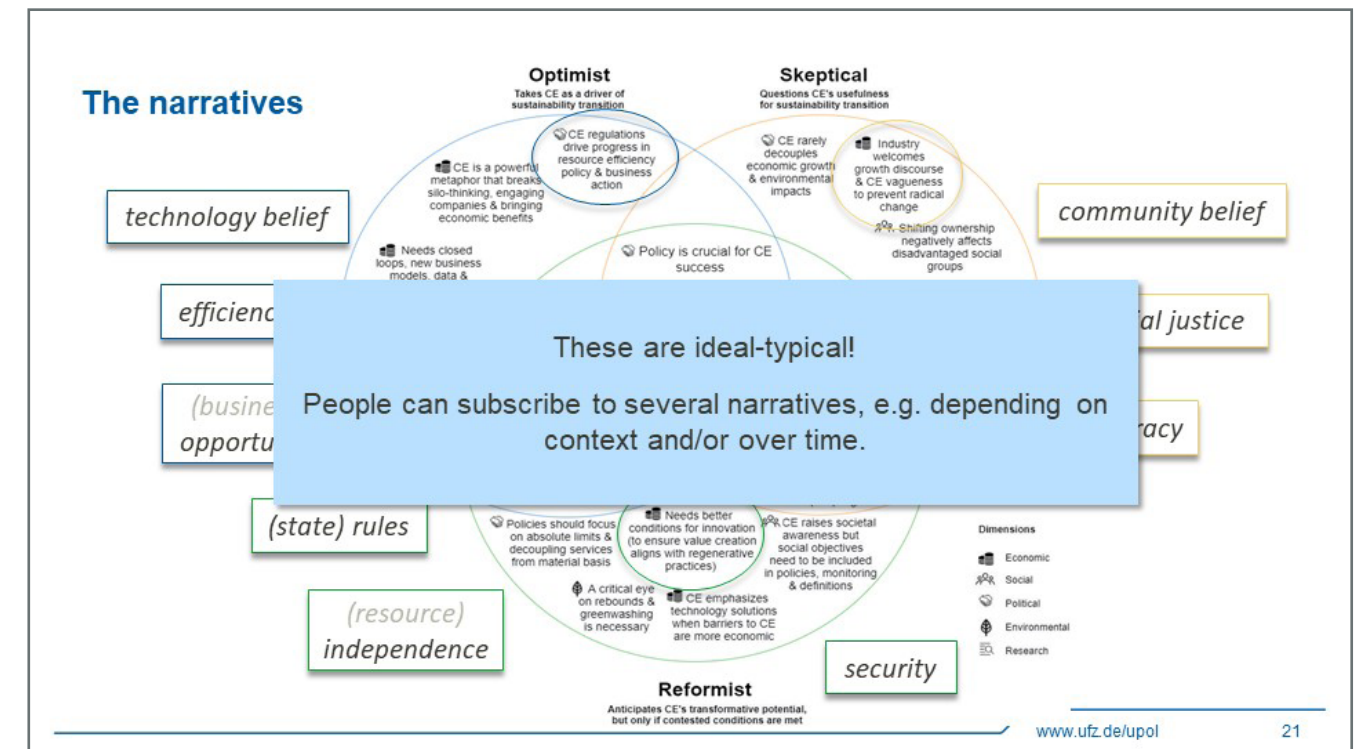 The narratives
Optimist
Takes CE as a driver of
sustainability transition
Skeptical
Questions CE's usefulness
for sustainability transition
CE regulations
drive progress in
resource efficiency
policy & business
action
CE is a powerful
metaphor that breaks
silo-thinking, engaging
companies & bringing
economic benefits
Needs closed
loops, new business
models, data &
CE rarely
decouples
economic growth
& environmental
impacts
Industry
welcomes
growth discourse
& CE vagueness
to prevent radical
change
Shifting ownership
negatively affects
disadvantaged social
groups
Policy is crucial for CE
success
technology belief
efficienc
(busine
opportu
(state) rules
(resource)
independence
community belief
ial justice
racy
security
These are ideal-typical!
People can subscribe to several narratives, e.g. depending on
context and/or over time.
Policies should focus
on absolute limits &
decoupling services
from material basis
Needs better
conditions for innovation
(to ensure value creation
aligns with regenerative
practices)
CE raises societal
awareness but
social objectives
need to be included
in policies, monitoring
& definitions
A critical eye
on rebounds &
greenwashing
is necessary
CE emphasizes
technology solutions
when barriers to CE
are more economic
Dimensions
Economic
Social
Political
Environmental
Research
Reformist
Anticipates CE's transformative potential,
but only if contested conditions are met
www.ufz.de/upol
21